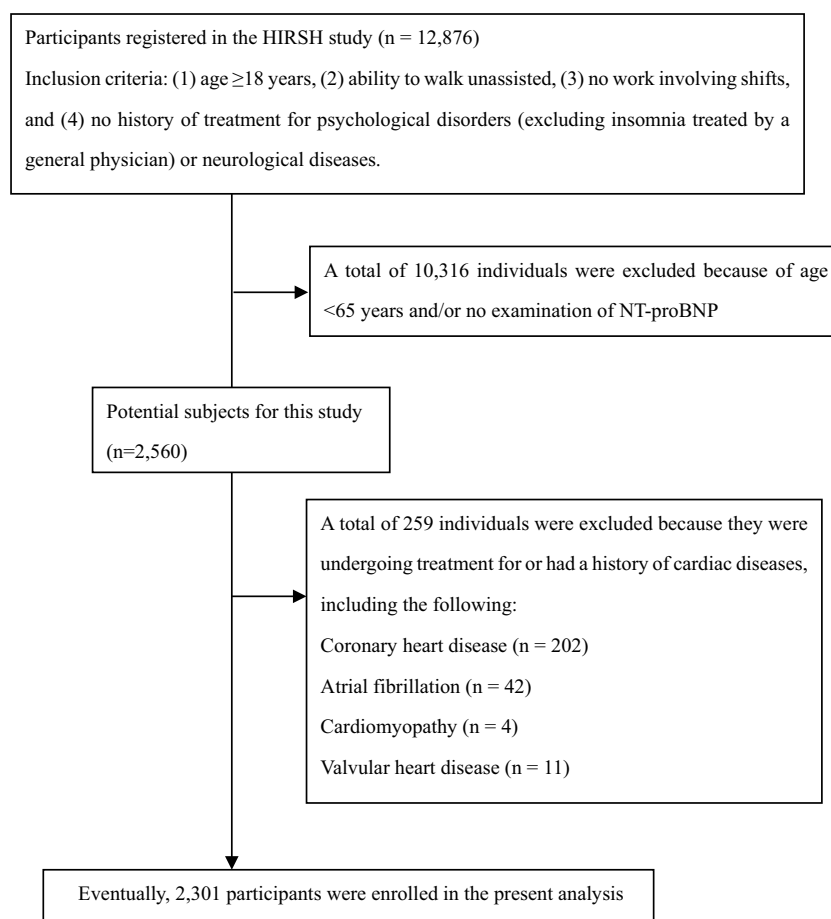 Participants registered in the HIRSH study (n = 12,876)
Inclusion criteria: (1) age ≥18 years, (2) ability to walk unassisted, (3) no work involving shifts,
and (4) no history of treatment for psychological disorders (excluding insomnia treated by a
general physician) or neurological diseases.
A total of 10,316 individuals were excluded because of age
<65 years and/or no examination of NT-proBNP
Potential subjects for this study
(n=2,560)
A total of 259 individuals were excluded because they were
undergoing treatment for or had a history of cardiac diseases,
including the following:
Coronary heart disease (n = 202)
Atrial fibrillation (n = 42)
Cardiomyopathy (n = 4)
Valvular heart disease (n = 11)
Eventually, 2,301 participants were enrolled in the present analysis